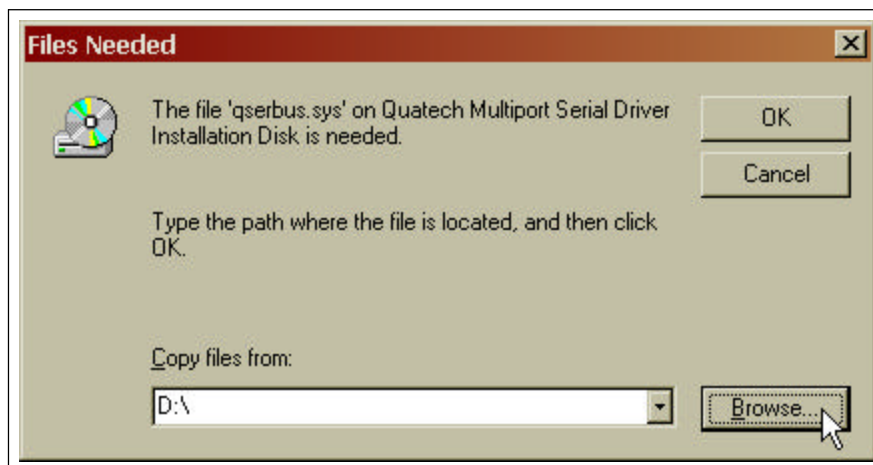 Files Needed
The file 'qserbus.sys' on Quatech Multiport Serial Driver
Installation Disk is needed.
OK
Cancel
Type the path where the file is located, and then click
OK.
Copy files from:
D:\
Browse...